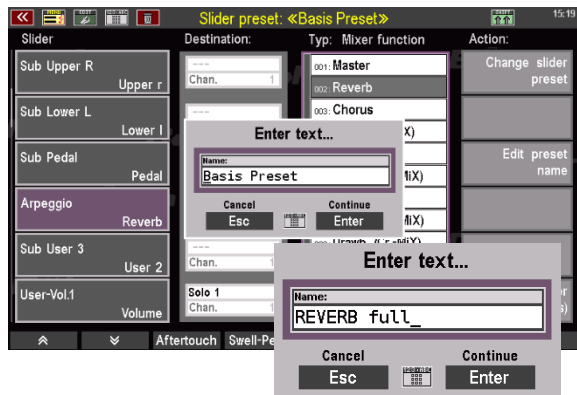 Slider preset: «Basis Preset»
15:19
Slider
Destination:
Typ: Mixer function
Action:
Sub Upper R
Upper r
---
Chan. 1
001: Master
002: Reverb
003: Chorus
Change slider
preset
Sub Lower L
Lower l
---
Sub Pedal
Pedal
Edit preset
name
Arpeggio
Reverb
Sub User 3
User 2
---
Chan. 1
User-Vol.1
Volume
Solo 1
Chan. 1
Aftertouch
Enter text...
Name:
Basis Preset
Cancel
Continue
Esc
Enter
Enter text...
Name:
REVERB full_
Cancel
Continue
Esc
Enter